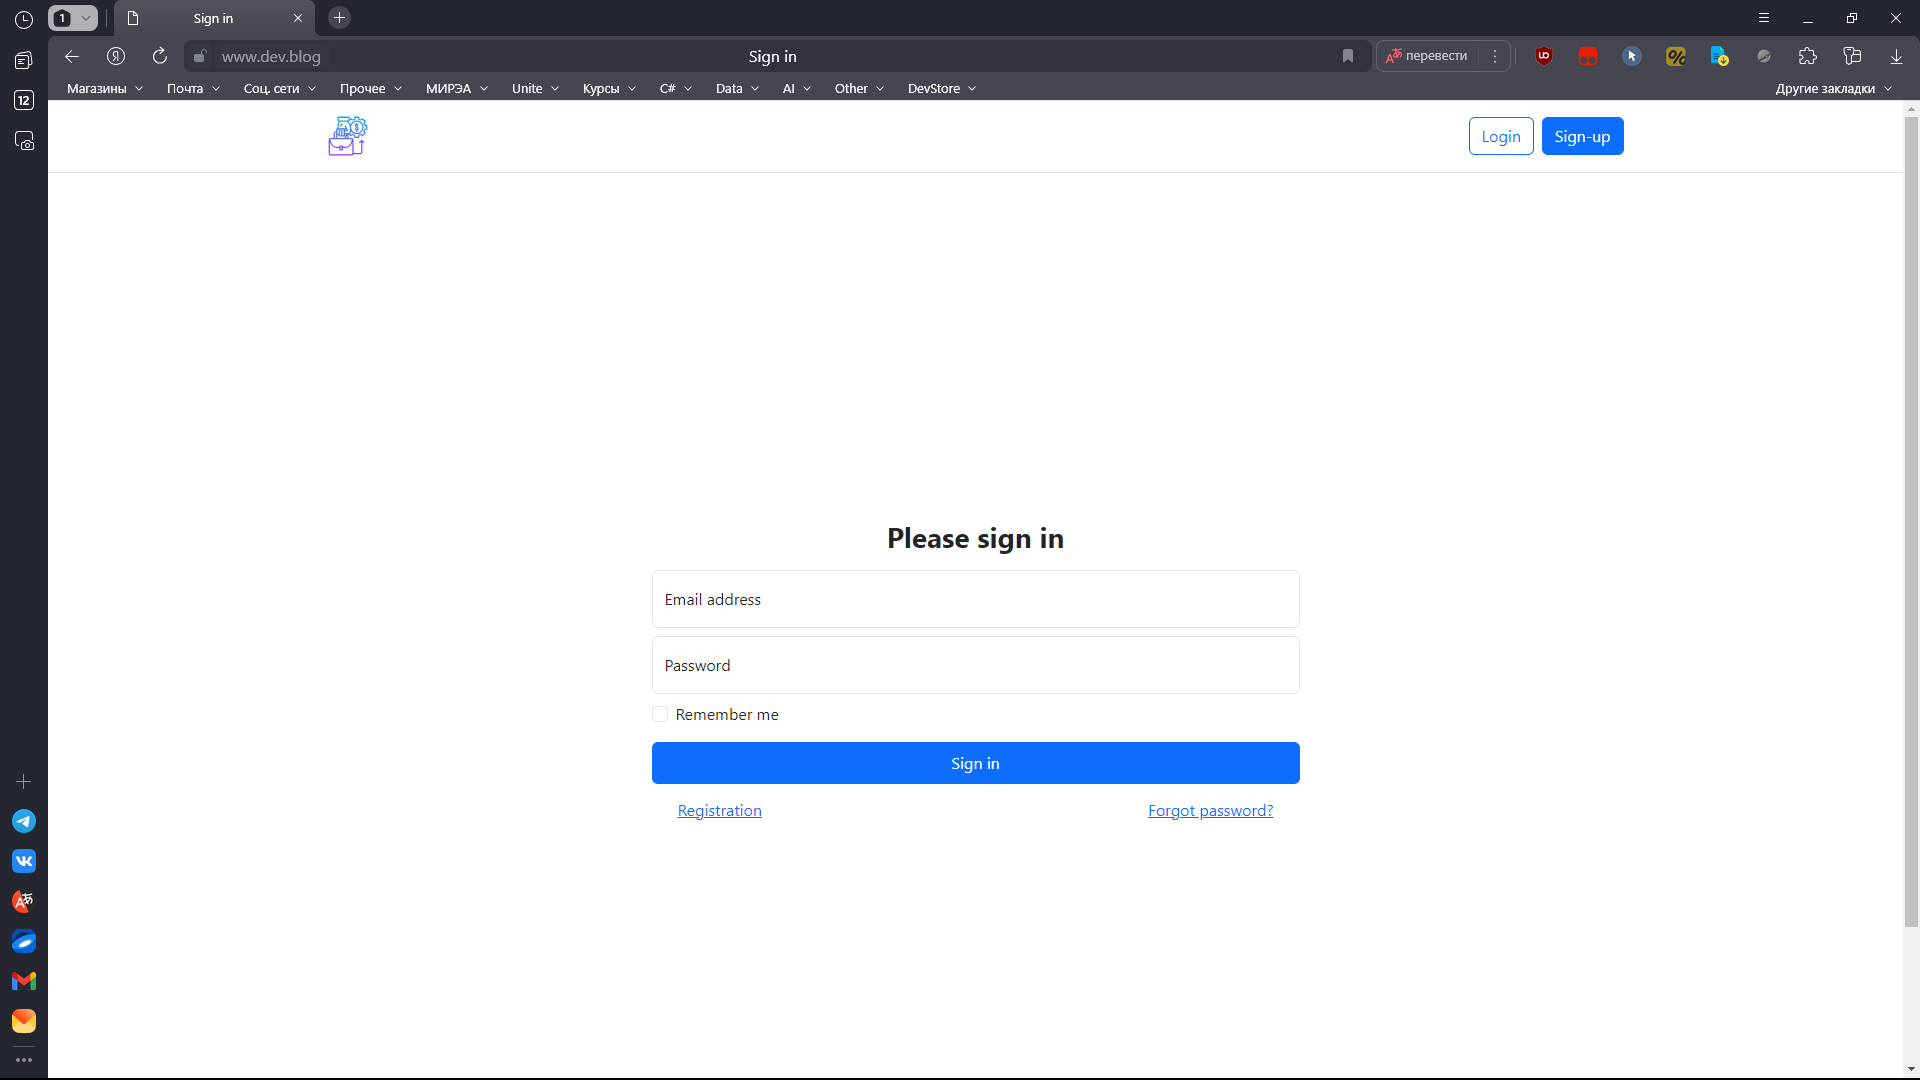 1
Sign in
www.dev.blog
Sign in
перевести
12
Магазины
Почта
Соц. сети
Прочее
МИРЭА
Unite
Курсы
C#
Data
AI
Other
DevStore
Другие закладки
Login
Sign-up
Please sign in
Email address
Password
Remember me
Sign in
Registration
Forgot password?